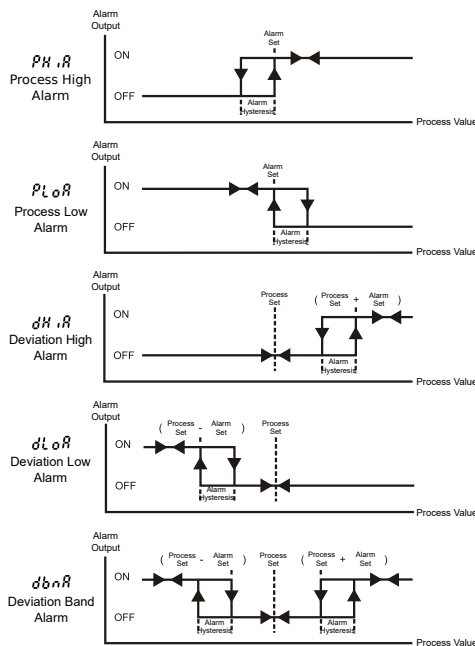 Alarm
Output
PH iA
Process High
Alarm
ON
OFF
Alarm
Set
Alarm
Hysteresis
Process Value
Alarm
Output
PLoA
Process Low
Alarm
ON
OFF
Alarm
Set
Alarm
Hysteresis
Process Value
Alarm
Output
dH iA
Deviation High
Alarm
ON
OFF
Process
Set
( Process Set + Alarm Set )
Alarm
Hysteresis
Process Value
Alarm
Output
dLoA
Deviation Low
Alarm
ON
OFF
( Process Set - Alarm Set )
Process
Set
Alarm
Hysteresis
Process Value
Alarm
Output
dbnA
Deviation Band
Alarm
ON
OFF
( Process Set - Alarm Set )
Process
Set
( Process Set + Alarm Set )
Alarm
Hysteresis
Alarm
Hysteresis
Process Value